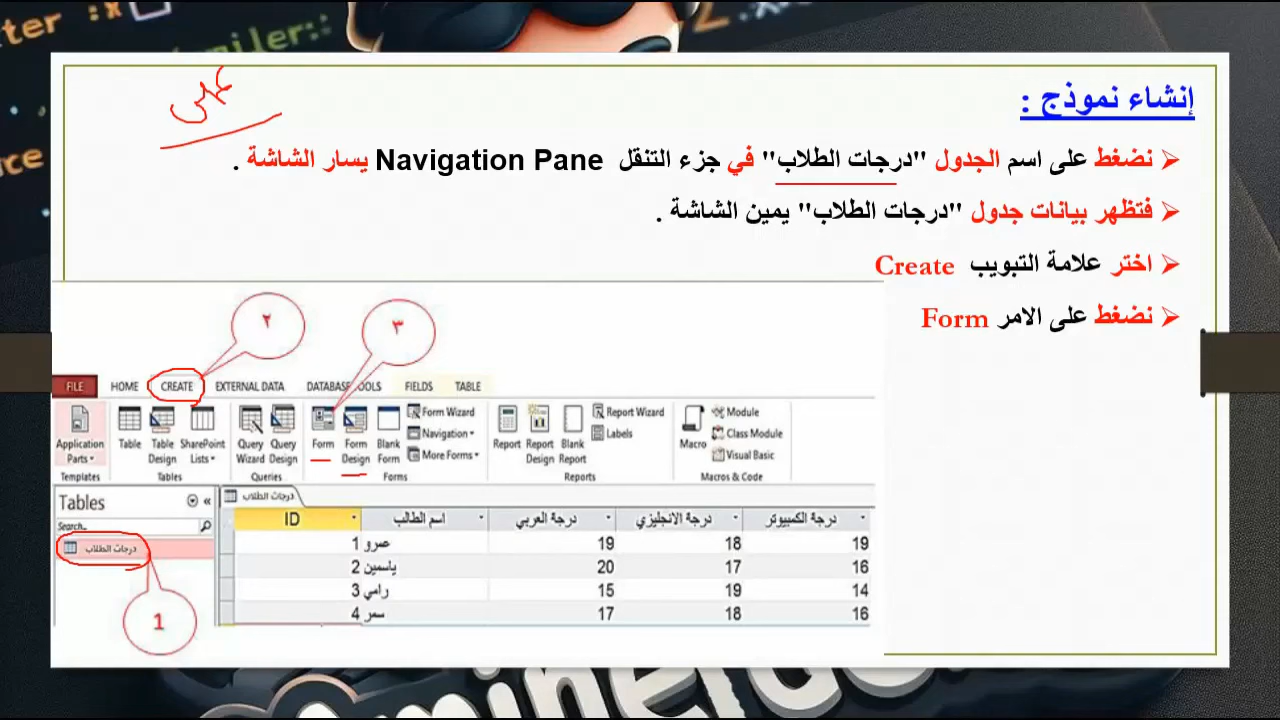 إنشاء نموذج :
نضغط على اسم الجدول "درجات الطلاب" في جزء التنقل Navigation Pane يسار الشاشة .
فتظهر بيانات جدول "درجات الطلاب" يمين الشاشة .
اختر علامة التبويب Create
نضغط على الامر Form
٢
٣
FILE HOME CREATE EXTERNAL DATA DATABASE TOOLS FIELDS TABLE
Application Parts
Table
Table Design
SharePoint Lists
Query Wizard
Query Design
Form
Form Design
Blank Form
Form Wizard
Navigation
More Forms
Report
Report Design
Blank Report
Report Wizard
Labels
Macro
Module
Class Module
Visual Basic
Templates Tables Queries Forms Reports Macros & Code
Tables
Search..
درجات الطلاب
1
درجات الطلاب
ID اسم الطالب درجة العربي درجة الانجليزي درجة الكمبيوتر
1 عمرو 19 18 19
2 ياسمين 20 17 16
3 رامي 15 19 14
4 سمر 17 18 16